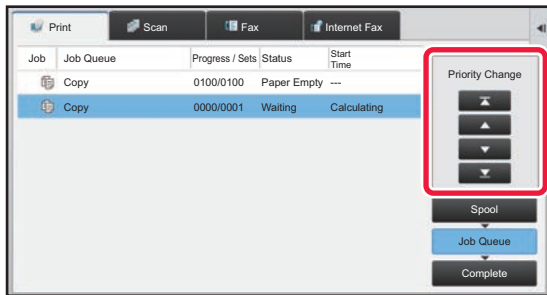 Print Scan Fax Internet Fax
Job Job Queue Progress / Sets Status Start Time
Copy 0100/0100 Paper Empty ---
Copy 0000/0001 Waiting Calculating
Priority Change
Spool
Job Queue
Complete